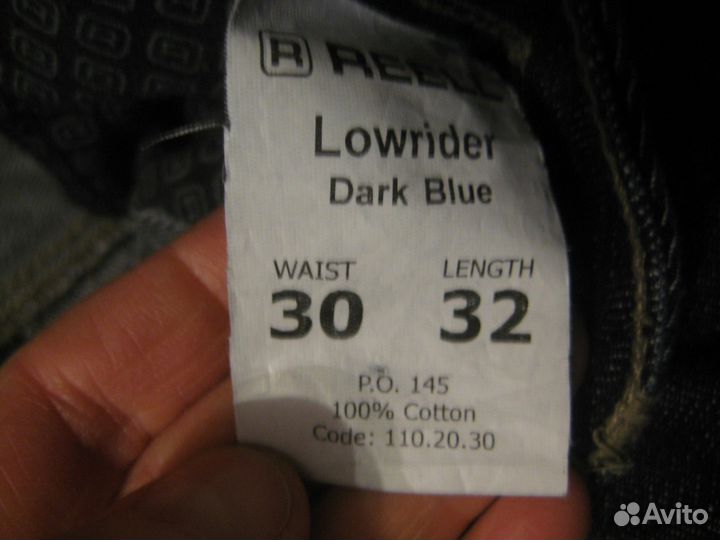 R REELL
Lowrider
Dark Blue
WAIST LENGTH
30 32
P.O. 145
100% Cotton
Code: 110.20.30
Avito